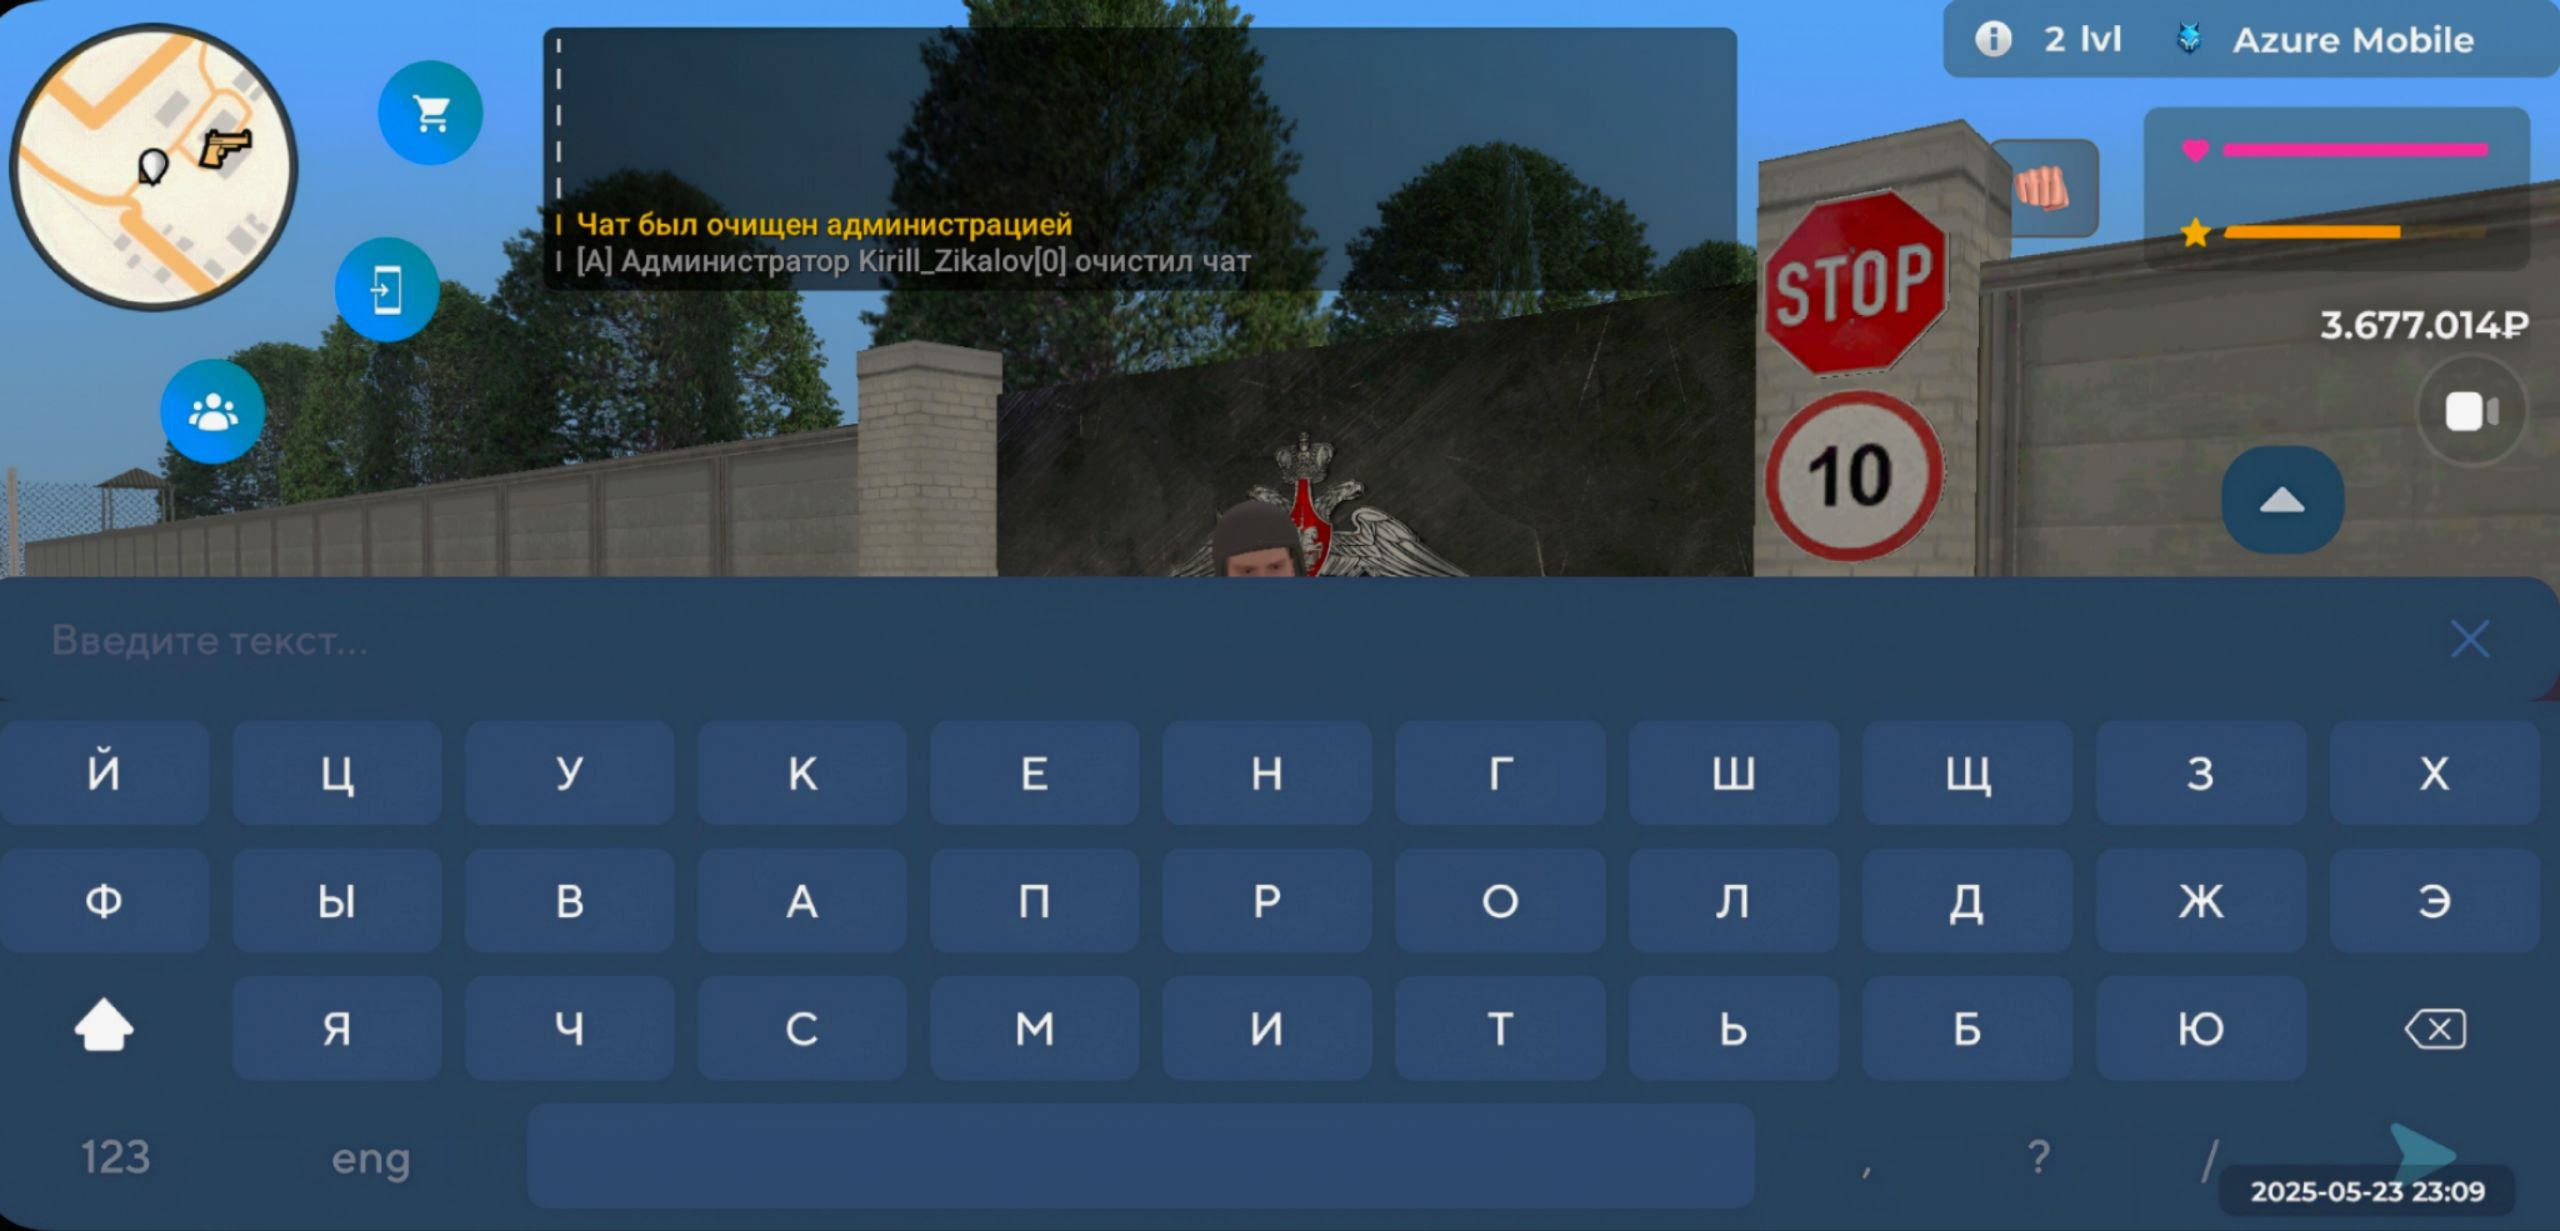 2 lvl Azure Mobile
Чат был очищен администрацией
[A] Администратор Kirill_Zikalov[0] очистил чат
STOP
3.677.014₽
10
Введите текст...
Й Ц У К Е Н Г Ш Щ З Х
Ф Ы В А П Р О Л Д Ж Э
Я Ч С М И Т Ь Б Ю
123 eng , ? /
2025-05-23 23:09